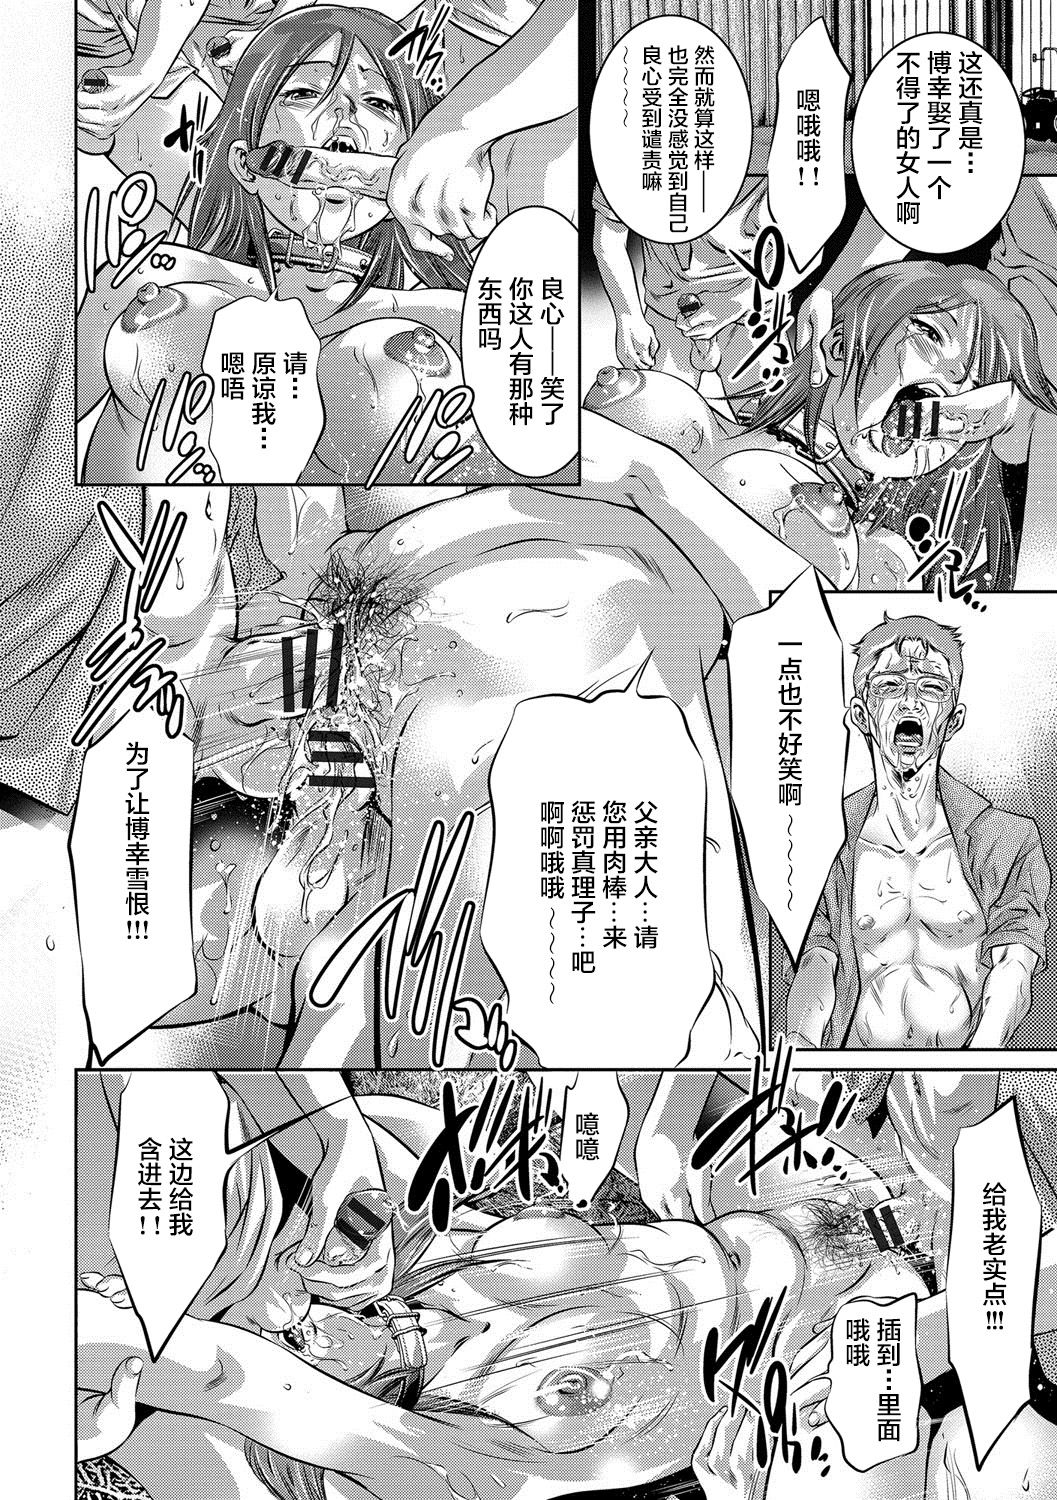 这还真是…
博幸娶了一个
不得了的女人啊
嗯哦哦!!
然而就算这样——
也完全没感觉到自己
良心受到谴责嘛
～～～～
良心——笑了
你这人有那种
东西吗
请…
原谅我…
嗯唔
一点也不好笑啊～～～～～
父亲大人…请
您用肉棒…来
惩罚真理子…吧
啊啊哦哦～～～～
为了让博幸雪恨!!!
给我老实点!!!
插到…里面
哦哦
噫噫
这边给我
含进去!!